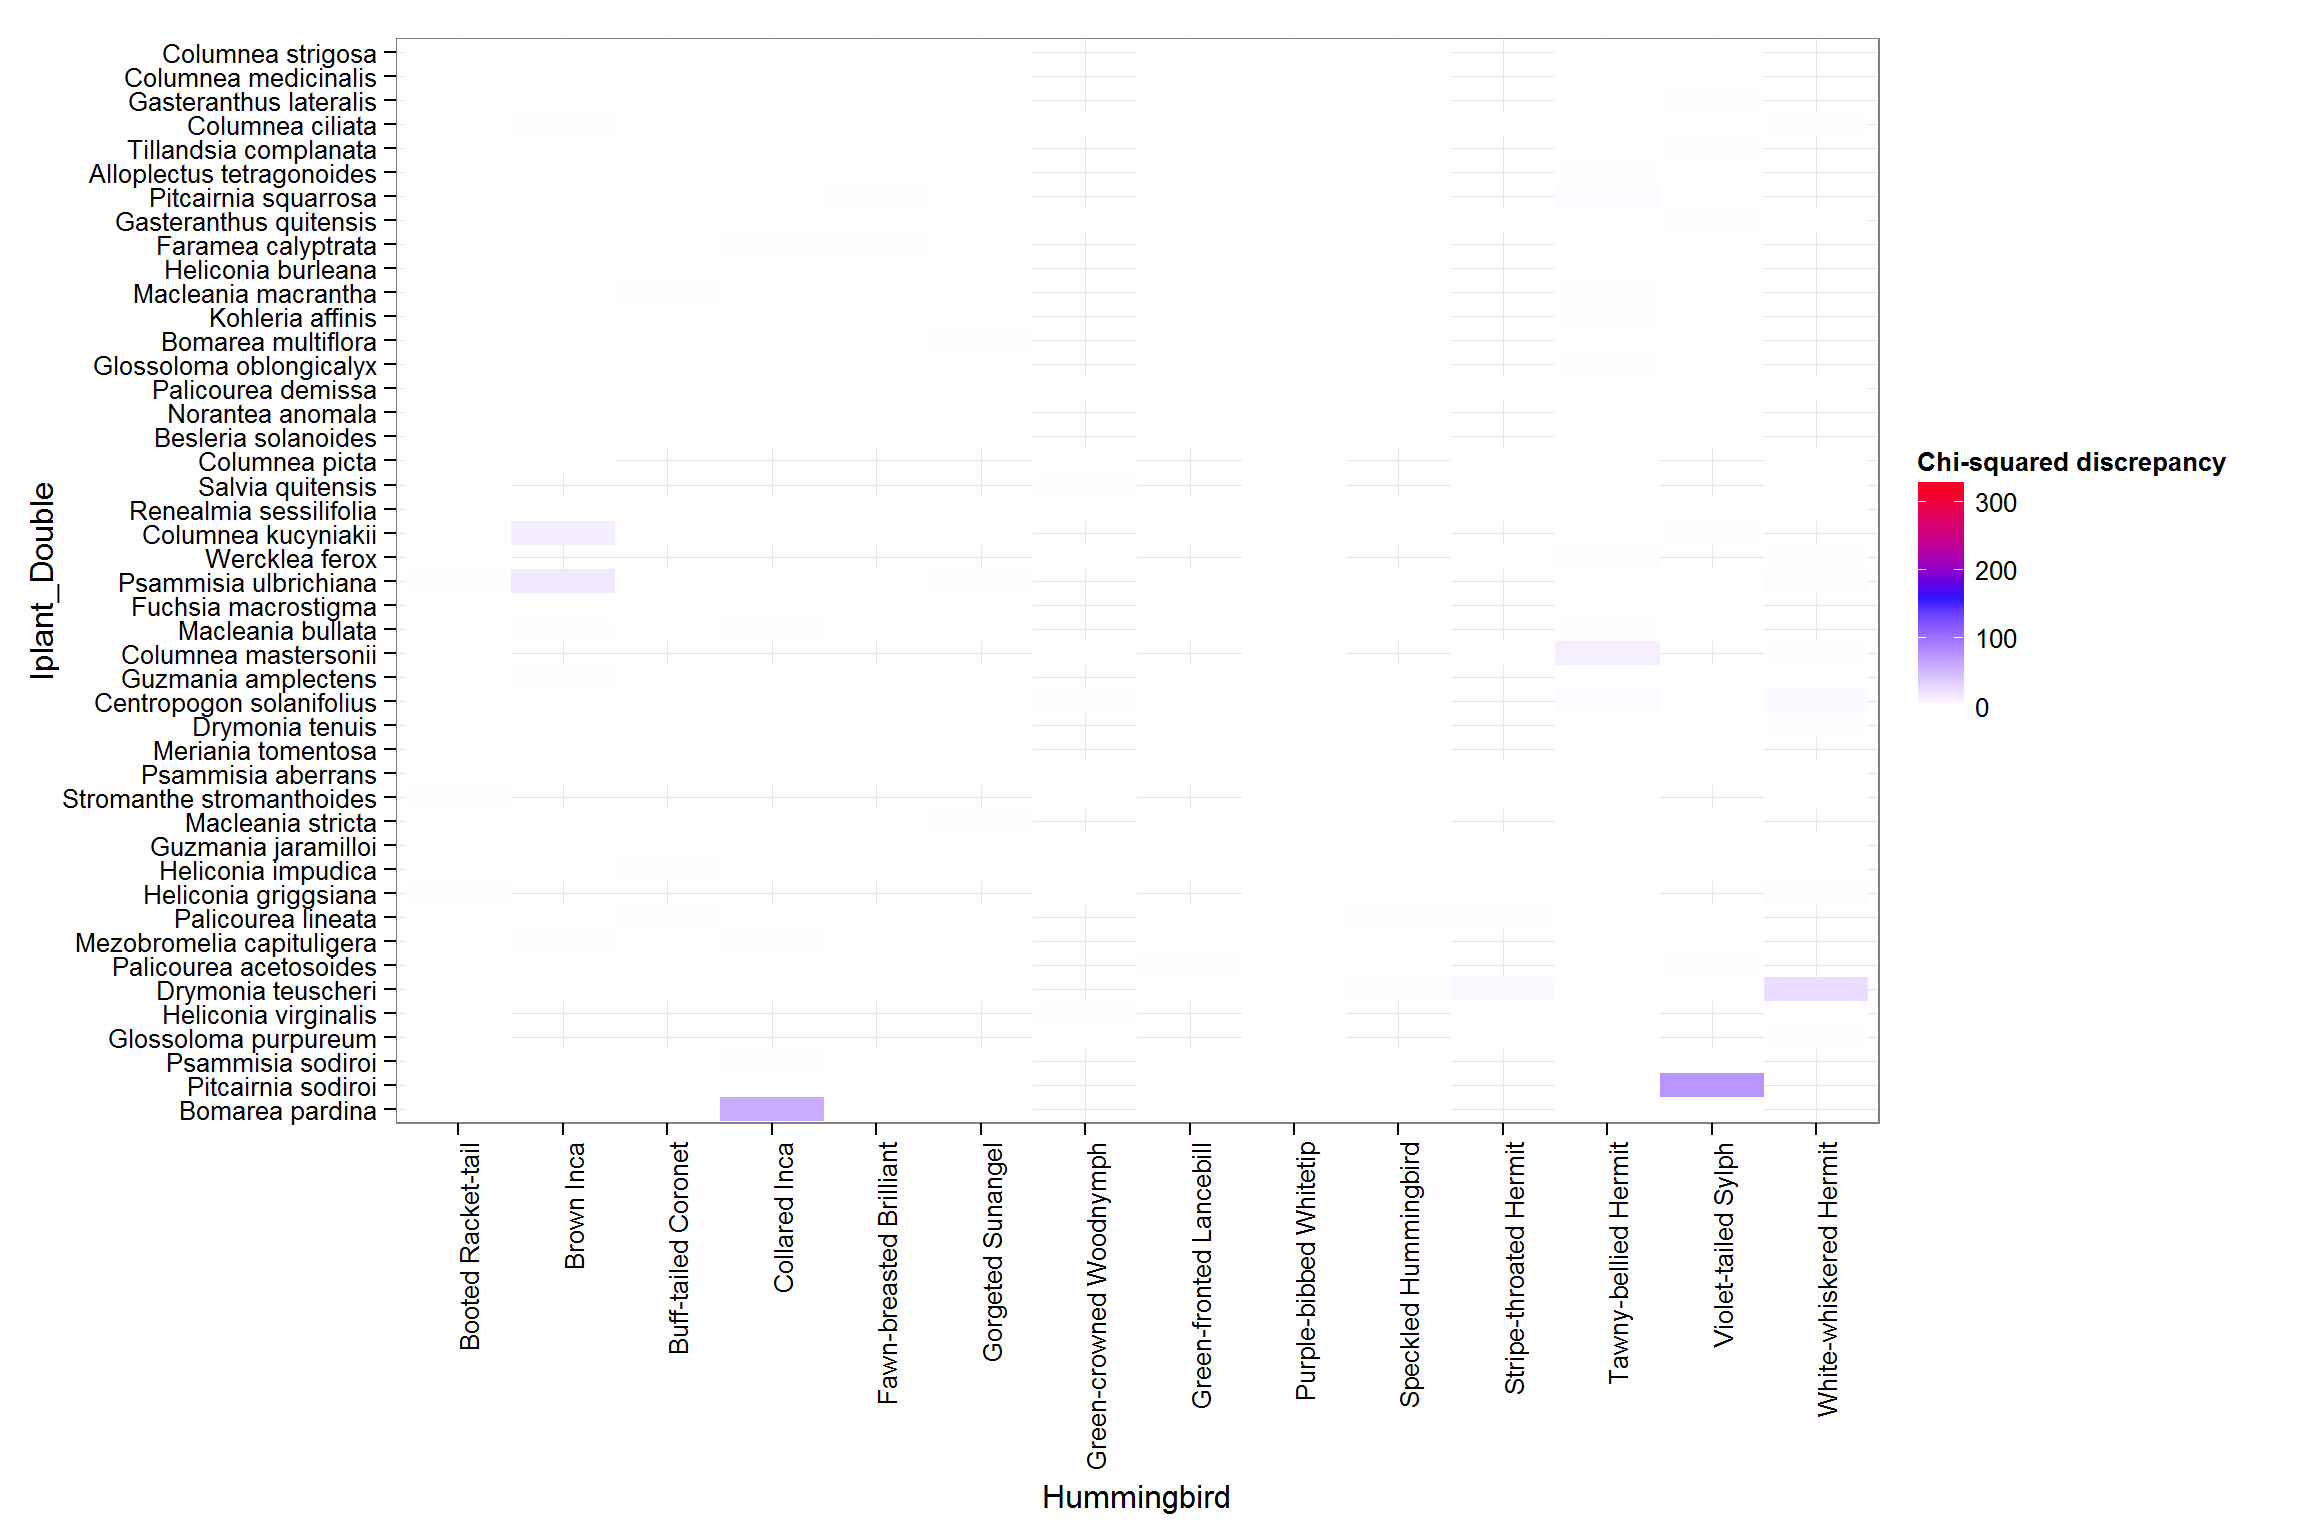 Columnea strigosa
Columnea medicinalis
Gasteranthus lateralis
Columnea ciliata
Tillandsia complanata
Alloplectus tetragonoides
Pitcairnia squarrosa
Gasteranthus quitensis
Faramea calyptrata
Heliconia burleana
Macleania macrantha
Kohleria affinis
Bomarea multiflora
Glossoloma oblongicalyx
Palicourea demissa
Norantea anomala
Besleria solanoides
Columnea picta
Salvia quitensis
Renealmia sessilifolia
Columnea kucyniakii
Wercklea ferox
Psammisia ulbrichiana
Fuchsia macrostigma
Macleania bullata
Columnea mastersonii
Guzmania amplectens
Centropogon solanifolius
Drymonia tenuis
Meriania tomentosa
Psammisia aberrans
Stromanthe stromanthoides
Macleania stricta
Guzmania jaramilloi
Heliconia impudica
Heliconia griggsiana
Palicourea lineata
Mezobromelia capituligera
Palicourea acetosoides
Drymonia teuscheri
Heliconia virginalis
Glossoloma purpureum
Psammisia sodiroi
Pitcairnia sodiroi
Bomarea pardina
Iplant_Double
Booted Racket-tail
Brown Inca
Buff-tailed Coronet
Collared Inca
Fawn-breasted Brilliant
Gorgeted Sunangel
Green-crowned Woodnymph
Green-fronted Lancebill
Purple-bibbed Whitetip
Speckled Hummingbird
Stripe-throated Hermit
Tawny-bellied Hermit
Violet-tailed Sylph
White-whiskered Hermit
Hummingbird
Chi-squared discrepancy
300
200
100
0